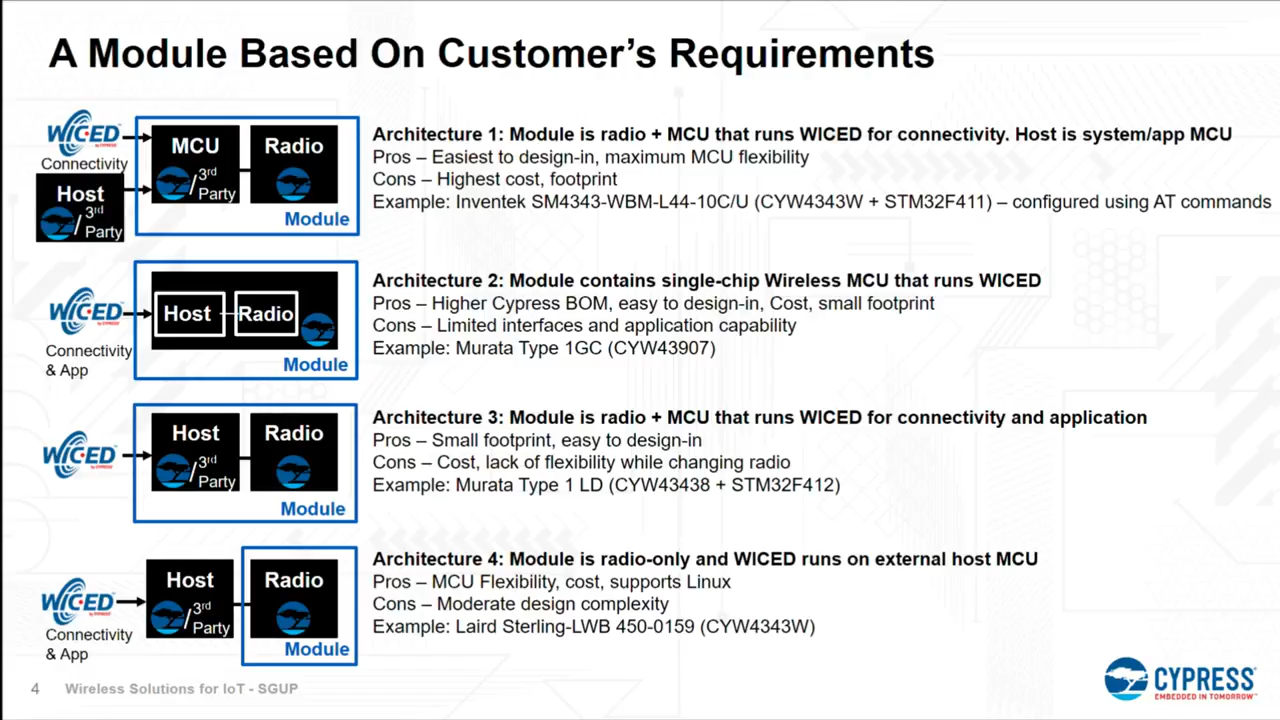 A Module Based On Customer's Requirements
WICED
BY CYPRESS
Connectivity
Host
/ 3rd
Party
MCU
/ 3rd
Party
Radio
Module
Architecture 1: Module is radio + MCU that runs WICED for connectivity. Host is system/app MCU
Pros – Easiest to design-in, maximum MCU flexibility
Cons – Highest cost, footprint
Example: Inventek SM4343-WBM-L44-10C/U (CYW4343W + STM32F411) – configured using AT commands
WICED
BY CYPRESS
Connectivity
& App
Host
Radio
Module
Architecture 2: Module contains single-chip Wireless MCU that runs WICED
Pros – Higher Cypress BOM, easy to design-in, Cost, small footprint
Cons – Limited interfaces and application capability
Example: Murata Type 1GC (CYW43907)
WICED
BY CYPRESS
Host
/ 3rd
Party
Radio
Module
Architecture 3: Module is radio + MCU that runs WICED for connectivity and application
Pros – Small footprint, easy to design-in
Cons – Cost, lack of flexibility while changing radio
Example: Murata Type 1 LD (CYW43438 + STM32F412)
WICED
BY CYPRESS
Connectivity
& App
Host
/ 3rd
Party
Radio
Module
Architecture 4: Module is radio-only and WICED runs on external host MCU
Pros – MCU Flexibility, cost, supports Linux
Cons – Moderate design complexity
Example: Laird Sterling-LWB 450-0159 (CYW4343W)
4 Wireless Solutions for IoT - SGUP
CYPRESS
EMBEDDED IN TOMORROW™